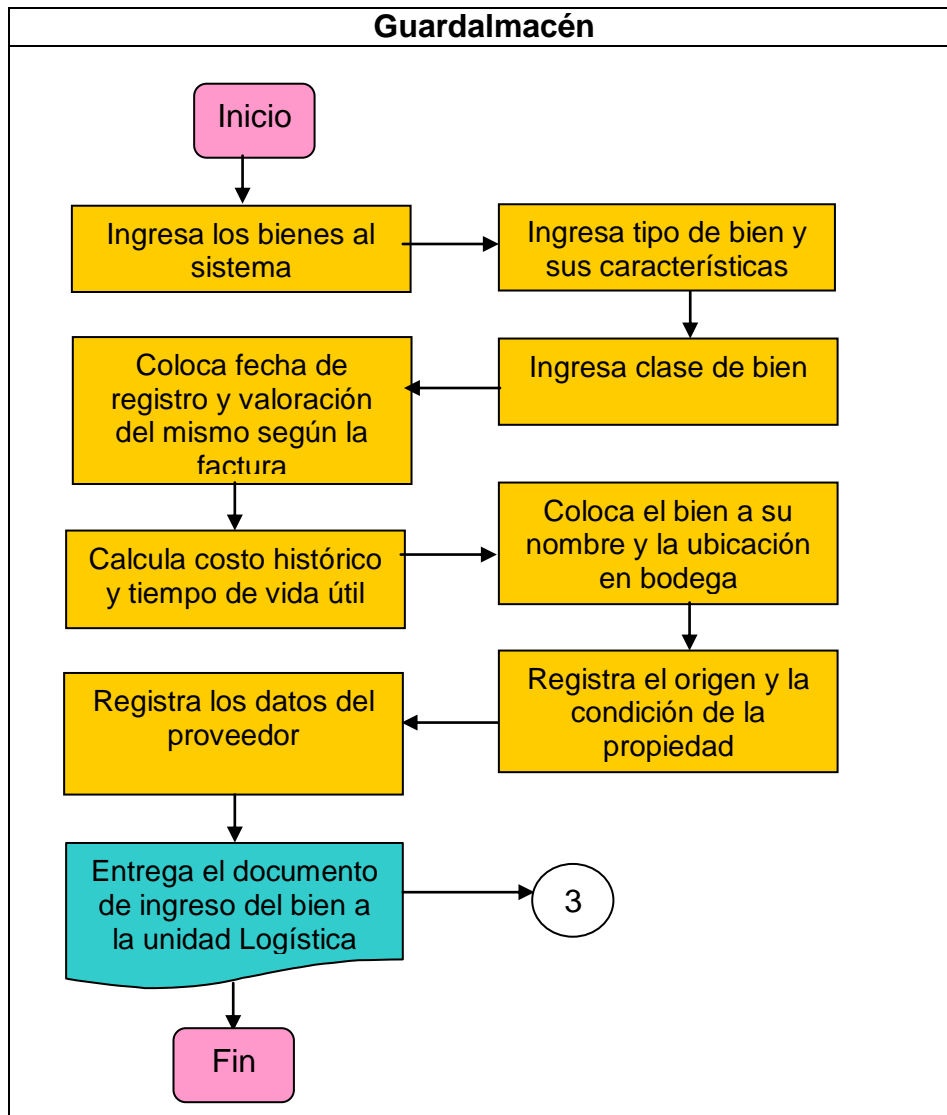 Guardalmacén
Inicio
Ingresa los bienes al
sistema
Ingresa tipo de bien y
sus características
Ingresa clase de bien
Coloca fecha de
registro y valoración
del mismo según la
factura
Calcula costo histórico
y tiempo de vida útil
Coloca el bien a su
nombre y la ubicación
en bodega
Registra el origen y la
condición de la
propiedad
Registra los datos del
proveedor
Entrega el documento
de ingreso del bien a
la unidad Logística
3
Fin